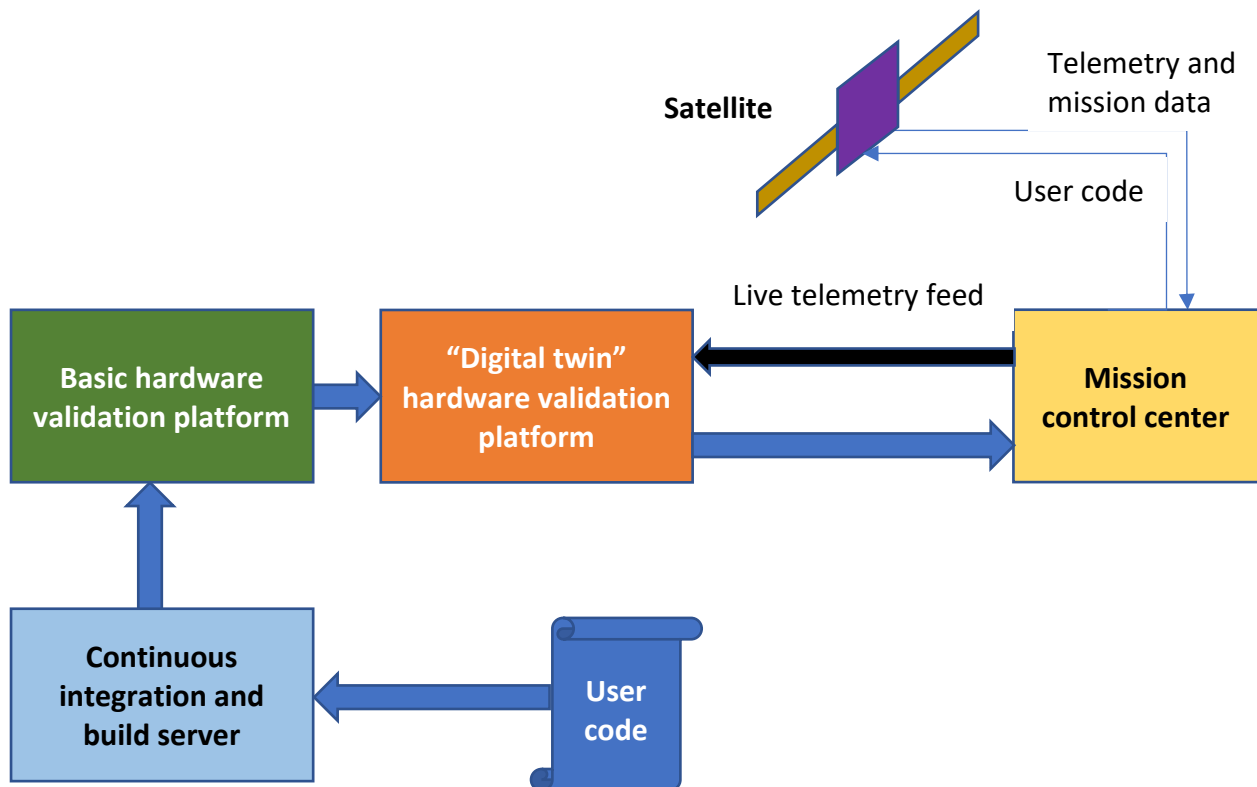 Telemetry and
mission data
Satellite
User code
Live telemetry feed
Basic hardware
validation platform
“Digital twin”
hardware validation
platform
Mission
control center
Continuous
integration and
build server
User
code